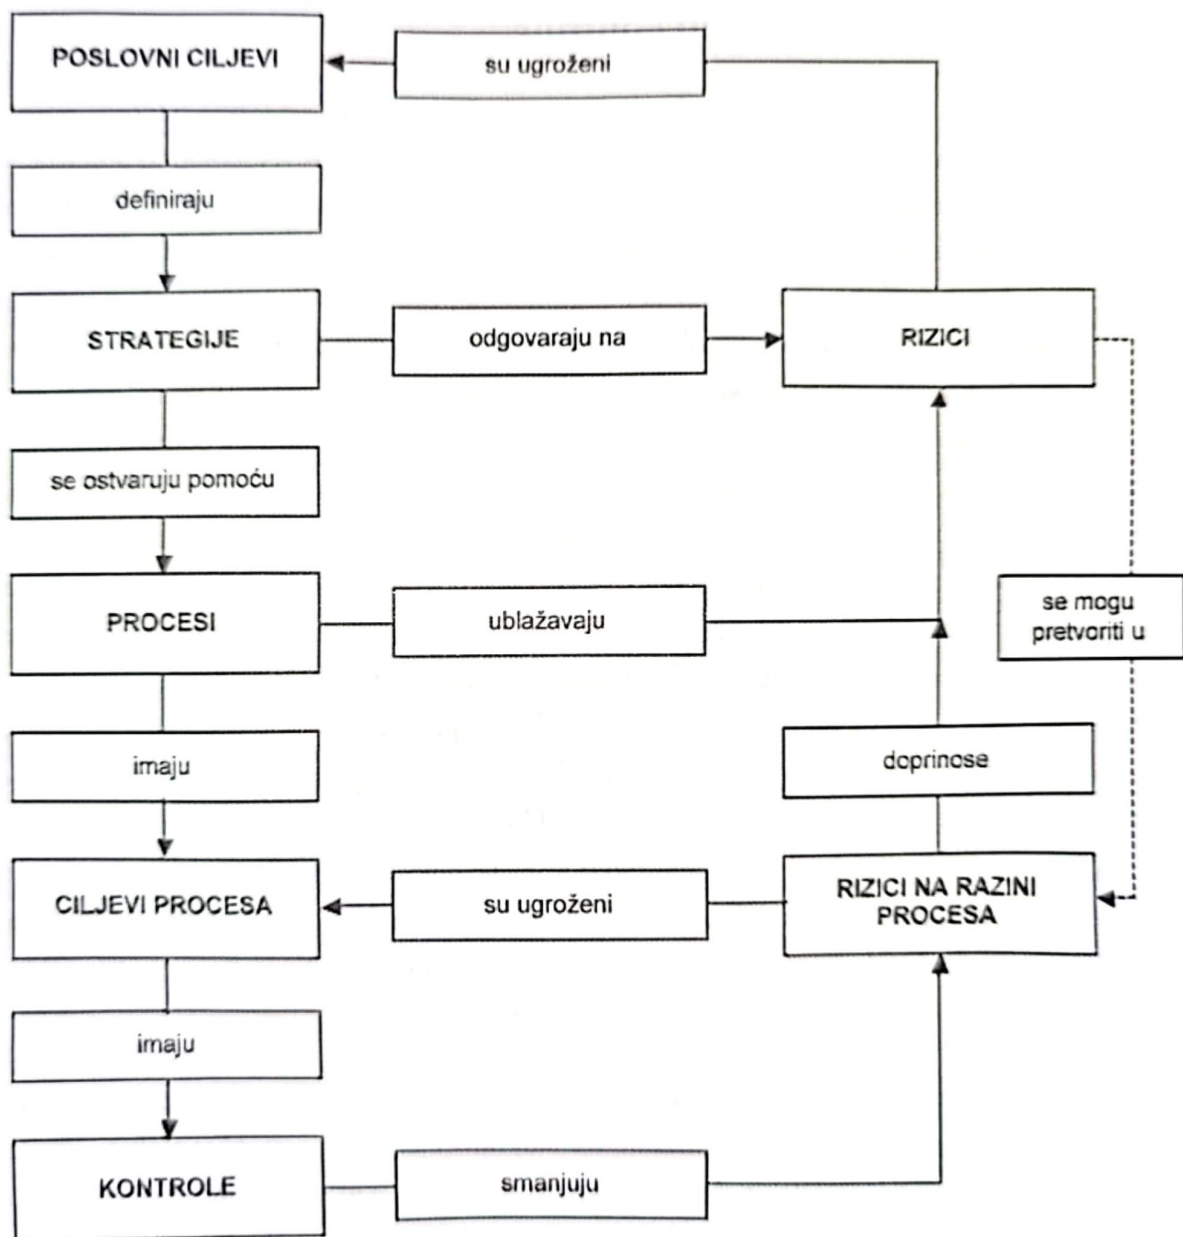 POSLOVNI CILJEVI
su ugroženi
definiraju
STRATEGIJE
odgovaraju na
RIZICI
se ostvaruju pomoću
PROCESI
ublažavaju
se mogu
pretvoriti u
imaju
doprinose
CILJEVI PROCESA
su ugroženi
RIZICI NA RAZINI
PROCESA
imaju
KONTROLE
smanjuju